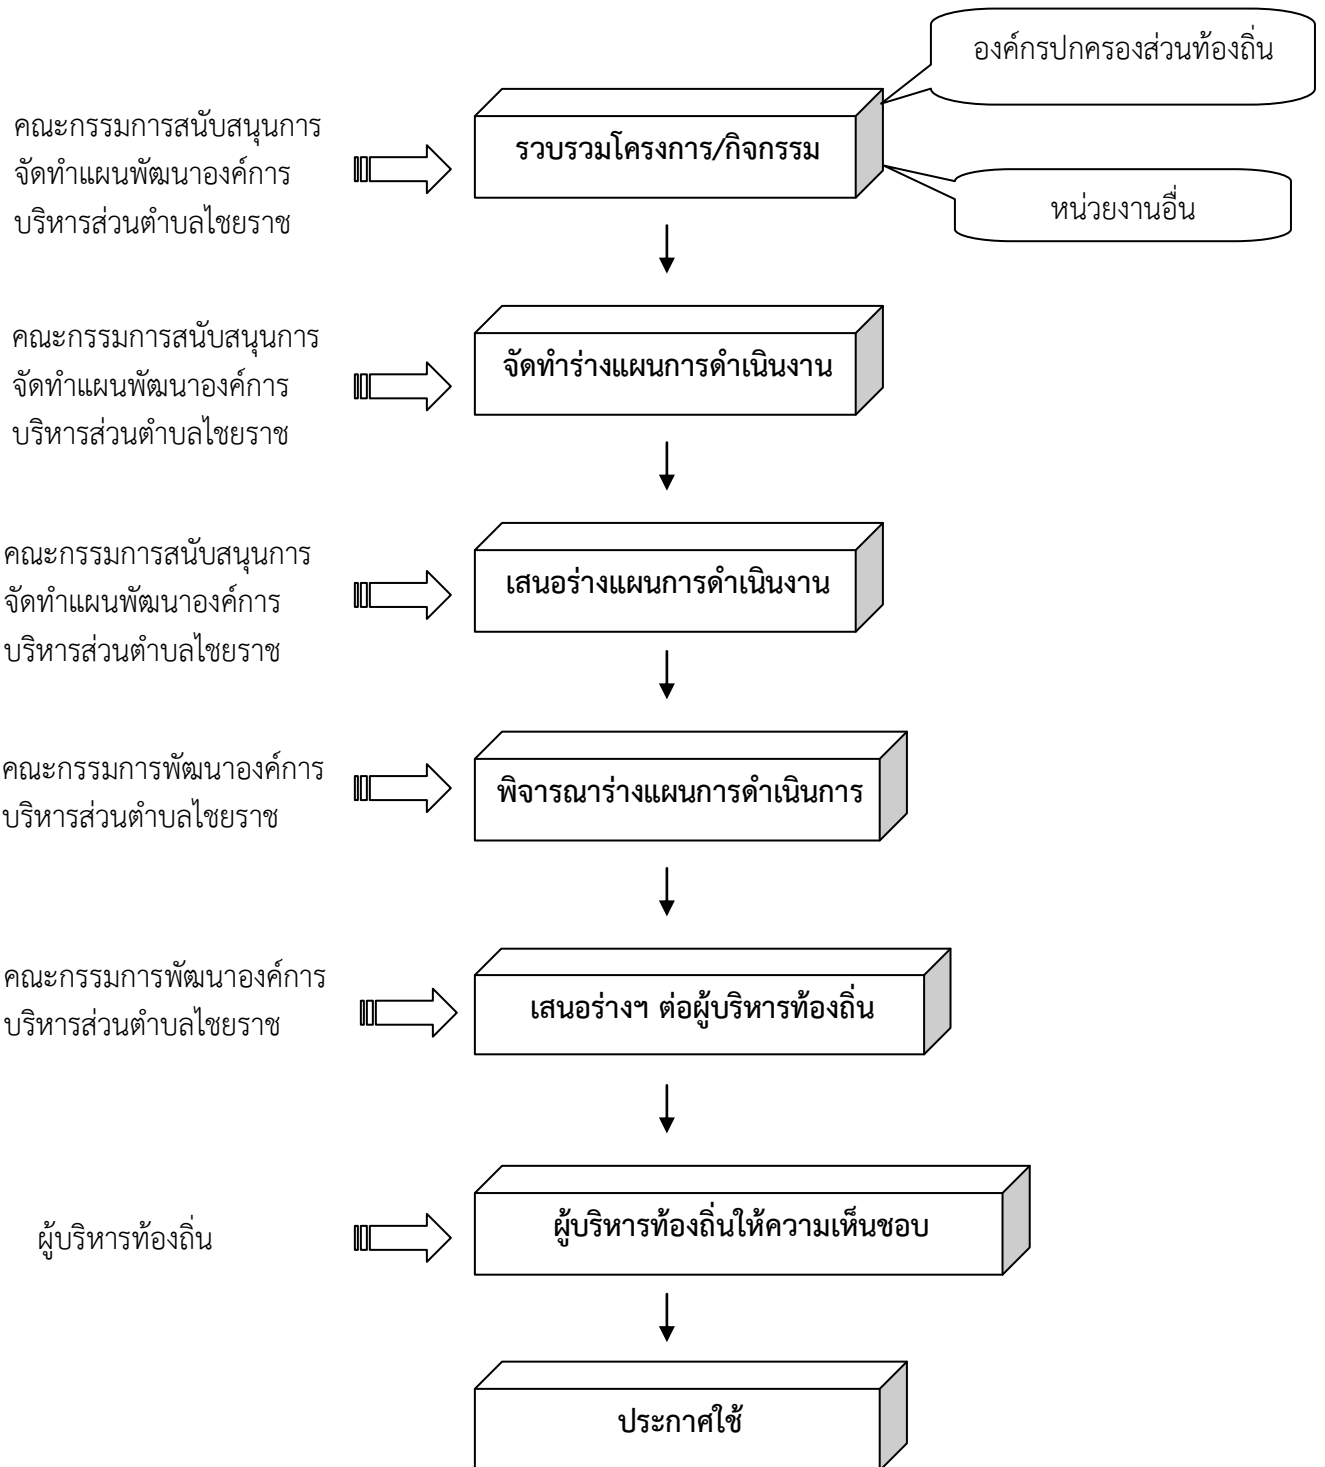 องค์กรปกครองส่วนท้องถิ่น
คณะกรรมการสนับสนุนการ
จัดทำแผนพัฒนาองค์การ
บริหารส่วนตำบลไชยราช
รวบรวมโครงการ/กิจกรรม
หน่วยงานอื่น
คณะกรรมการสนับสนุนการ
จัดทำแผนพัฒนาองค์การ
บริหารส่วนตำบลไชยราช
จัดทำร่างแผนการดำเนินงาน
คณะกรรมการสนับสนุนการ
จัดทำแผนพัฒนาองค์การ
บริหารส่วนตำบลไชยราช
เสนอร่างแผนการดำเนินงาน
คณะกรรมการพัฒนาองค์การ
บริหารส่วนตำบลไชยราช
พิจารณาร่างแผนการดำเนินการ
คณะกรรมการพัฒนาองค์การ
บริหารส่วนตำบลไชยราช
เสนอร่างฯ ต่อผู้บริหารท้องถิ่น
ผู้บริหารท้องถิ่น
ผู้บริหารท้องถิ่นให้ความเห็นชอบ
ประกาศใช้